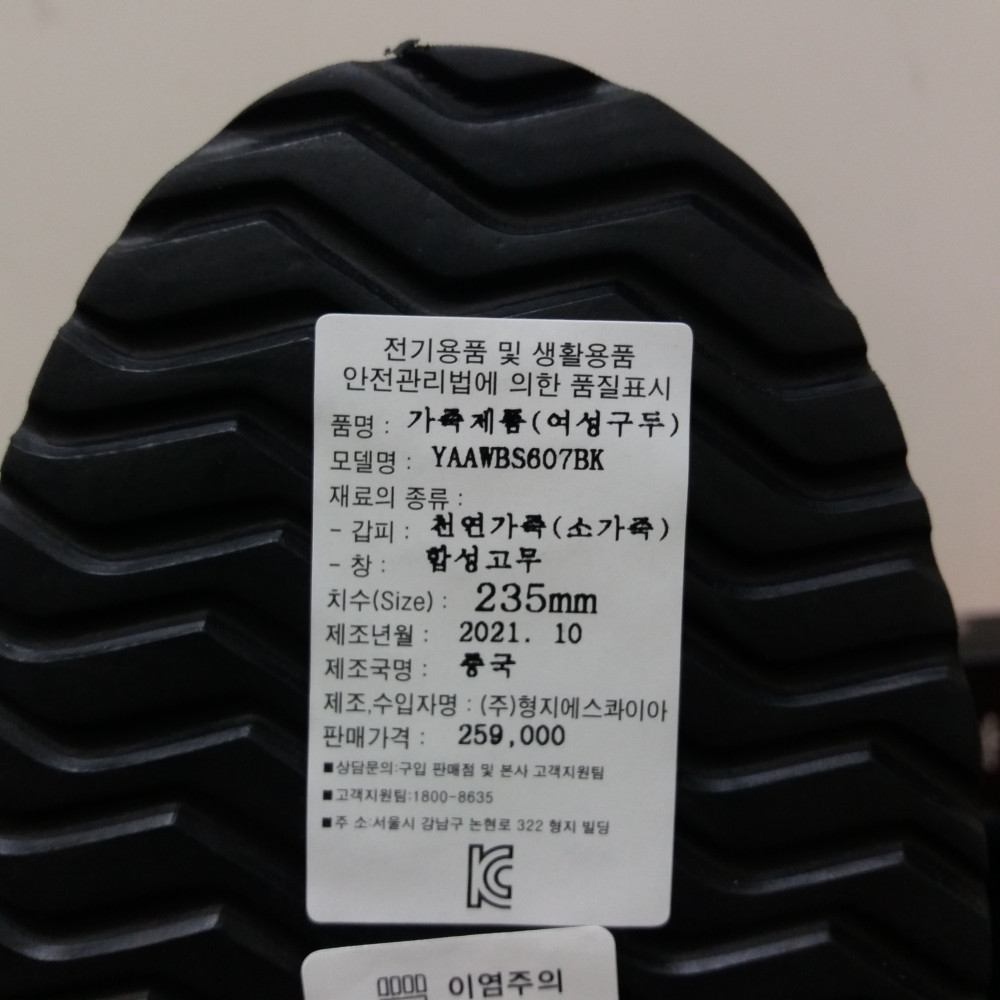 전기용품 및 생활용품
안전관리법에 의한 품질표시
품명 : 가죽제품(여성구두)
모델명 : YAAWBS607BK
재료의 종류 :
- 갑피 : 천연가죽(소가죽)
- 창 : 합성고무
치수(Size) : 235mm
제조년월 : 2021. 10
제조국명 : 중국
제조,수입자명 : (주)형지에스콰이아
판매가격 : 259,000
■상담문의:구입 판매점 및 본사 고객지원팀
■고객지원팀:1800-8635
■주 소:서울시 강남구 논현로 322 형지 빌딩
KC
이염주의